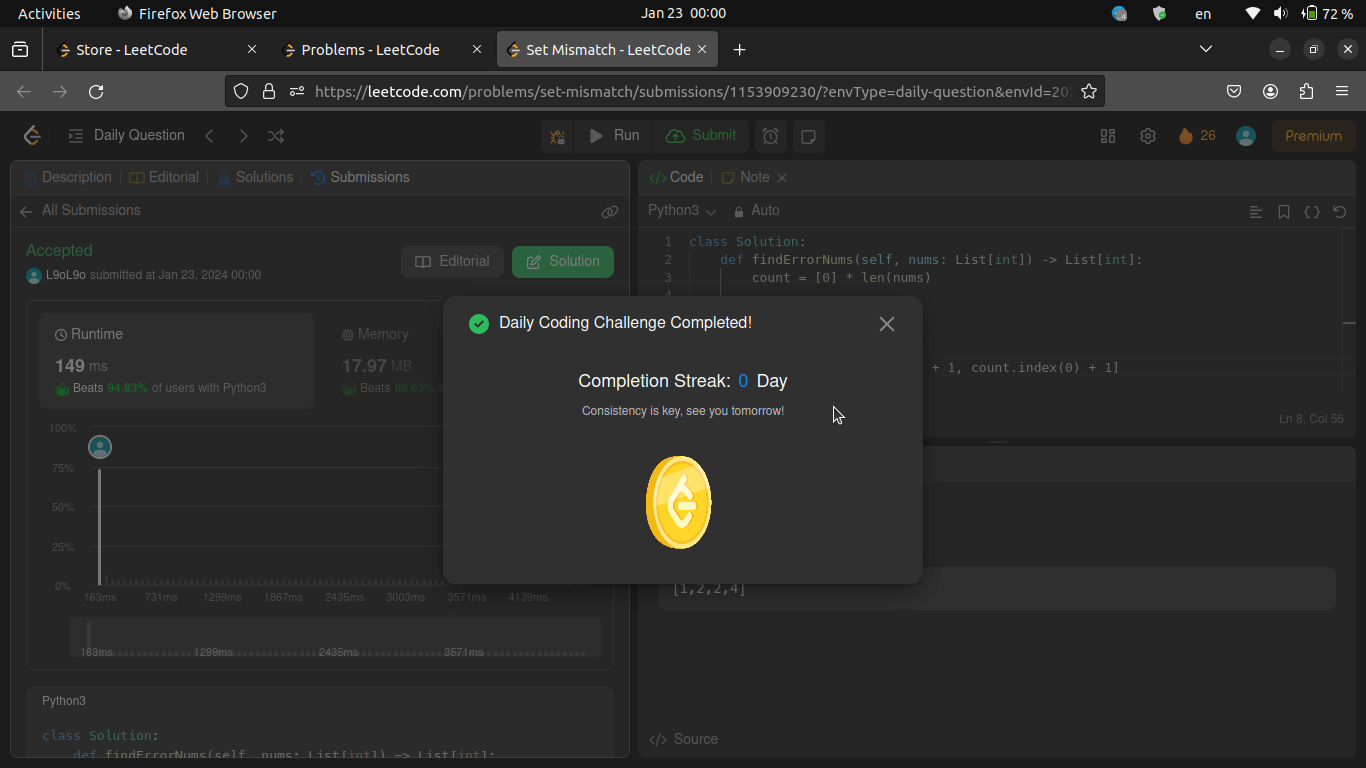 Activities Firefox Web Browser Jan 23 00:00 en 72 %
Store - LeetCode Problems - LeetCode Set Mismatch - LeetCode
https://leetcode.com/problems/set-mismatch/submissions/1153909230/?envType=daily-question&envId=202
Daily Question Run Submit 26 Premium
Description Editorial Solutions Submissions
All Submissions
Accepted
L9oL9o submitted at Jan 23, 2024 00:00
Editorial Solution
Runtime
149 ms
Beats 94.83% of users with Python3
Memory
17.97 MB
Beats 86.03%
100%
75%
50%
25%
0%
163ms 731ms 1299ms 1867ms 2435ms 3003ms 3571ms 4139ms
163ms 1299ms 2435ms 3571ms
Python3
class Solution:
def findErrorNums(self, nums: List[int]) -> List[int]:
Code Note
Python3 Auto
1 class Solution:
2 def findErrorNums(self, nums: List[int]) -> List[int]:
3 count = [0] * len(nums)
4
+ 1, count.index(0) + 1]
Ln 8, Col 56
[1,2,2,4]
Source
Daily Coding Challenge Completed!
Completion Streak: 0 Day
Consistency is key, see you tomorrow!